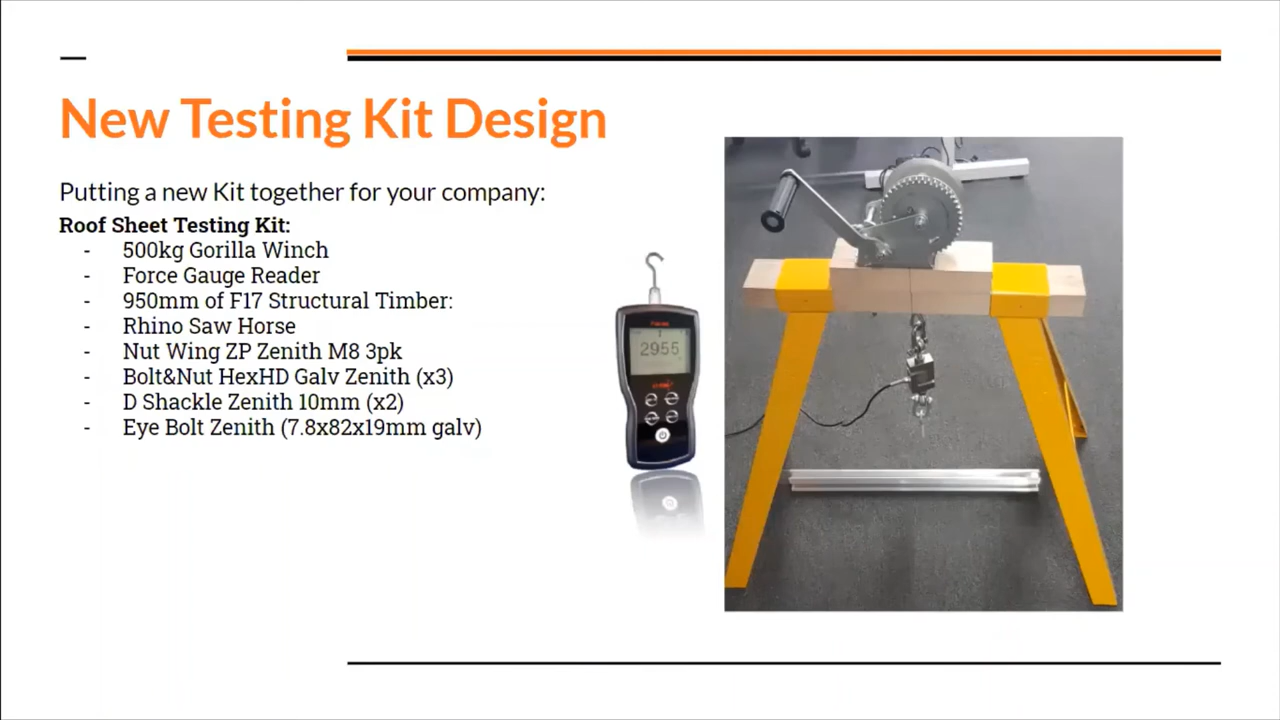 New Testing Kit Design
Putting a new Kit together for your company:
Roof Sheet Testing Kit:
- 500kg Gorilla Winch
- Force Gauge Reader
- 950mm of F17 Structural Timber:
- Rhino Saw Horse
- Nut Wing ZP Zenith M8 3pk
- Bolt&Nut HexHD Galv Zenith (x3)
- D Shackle Zenith 10mm (x2)
- Eye Bolt Zenith (7.8x82x19mm galv)
2955